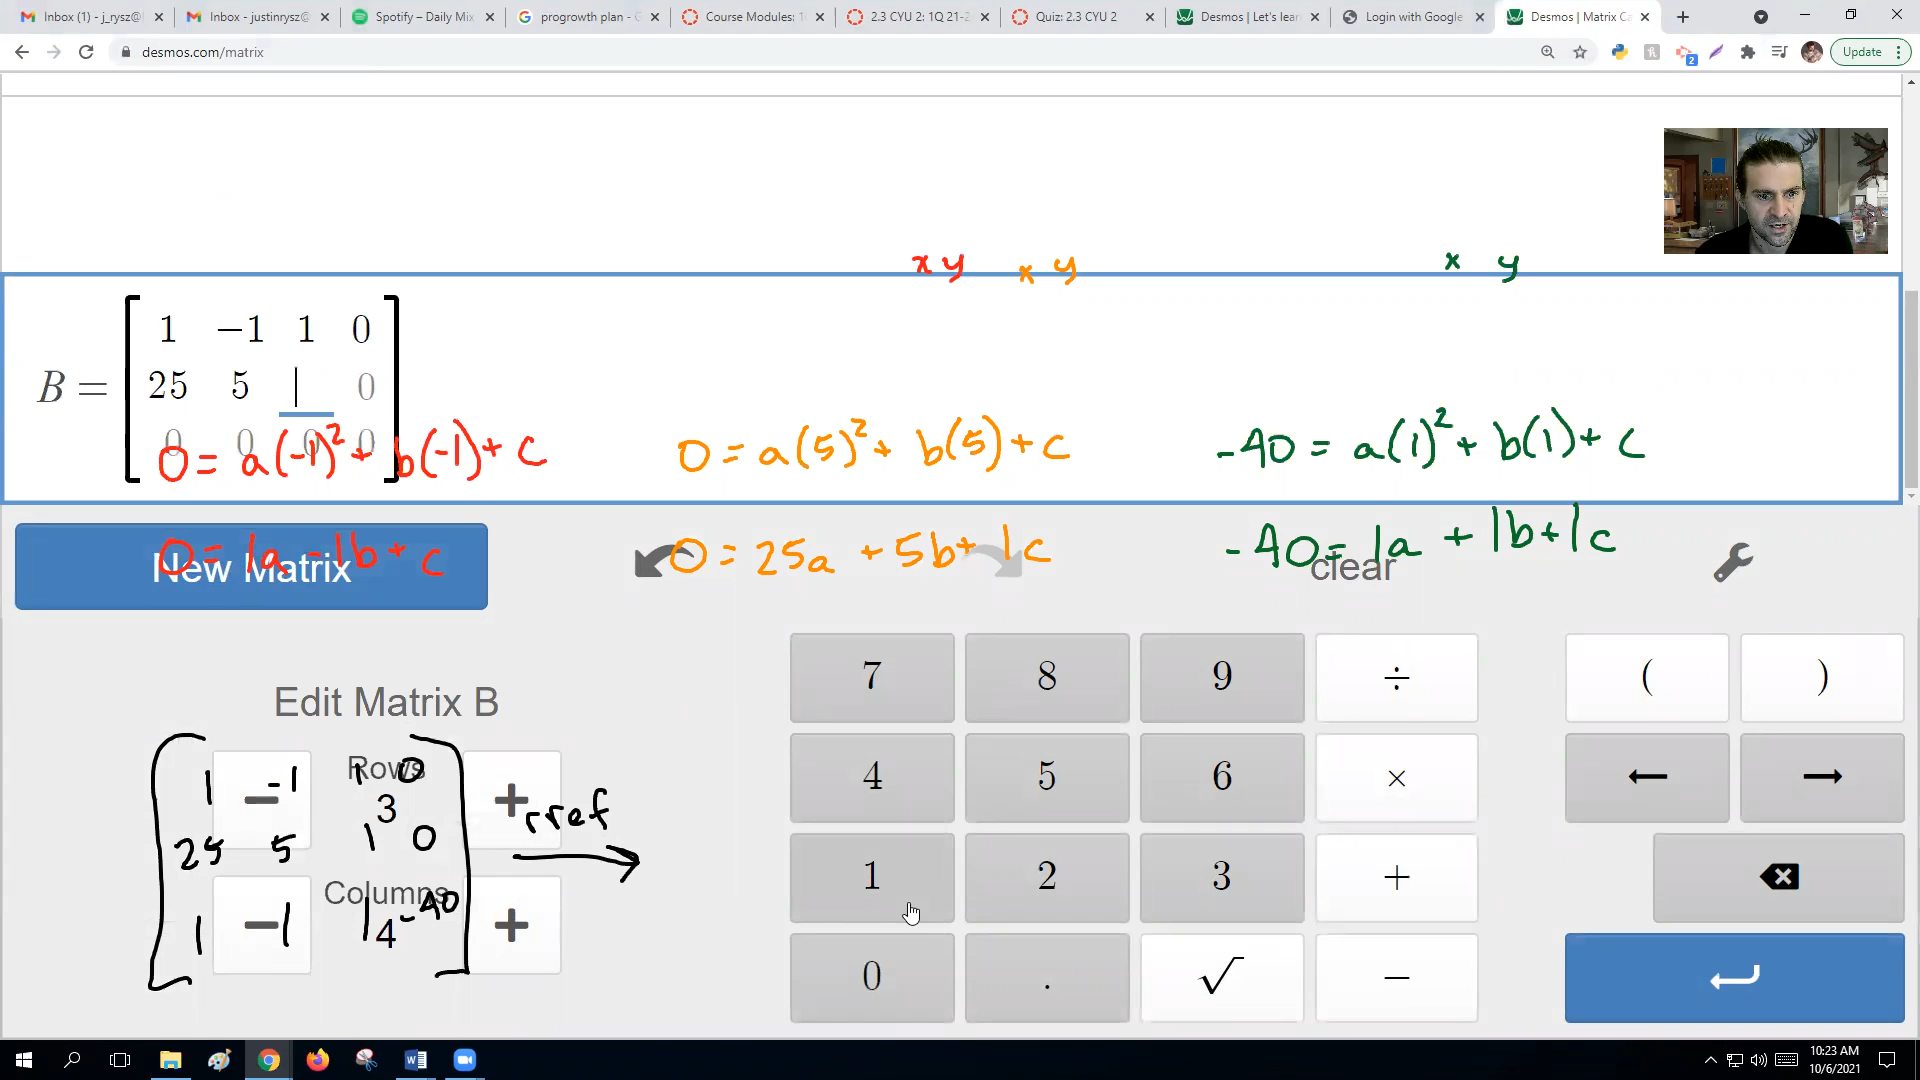 Inbox (1) - j_rysz@
Inbox - justinrysz@
Spotify – Daily Mix
progrowth plan - G
Course Modules: 1
2.3 CYU 2: 1Q 21-2
Quiz: 2.3 CYU 2
Desmos | Let's lear
Login with Google
Desmos | Matrix Ca
desmos.com/matrix
2
Update
x y x y x y
B = 
1 −1 1 0
25 5 0
0 0 0 0
0 = a(-1)² + b(-1) + c
0 = a(5)² + b(5) + c
-40 = a(1)² + b(1) + c
New Matrix
0 = 1a - 1b + c
0 = 25a + 5b + 1c
-40 = 1a + 1b + 1c
clear
Edit Matrix B
Rows
− 3 +
Columns
− 4 +
1 -1 1 0
25 5 1 0
1 1 1 -40
rref
7 8 9 ÷ ( )
4 5 6 × ← →
1 2 3 +
0 . √ −
10:23 AM
10/6/2021